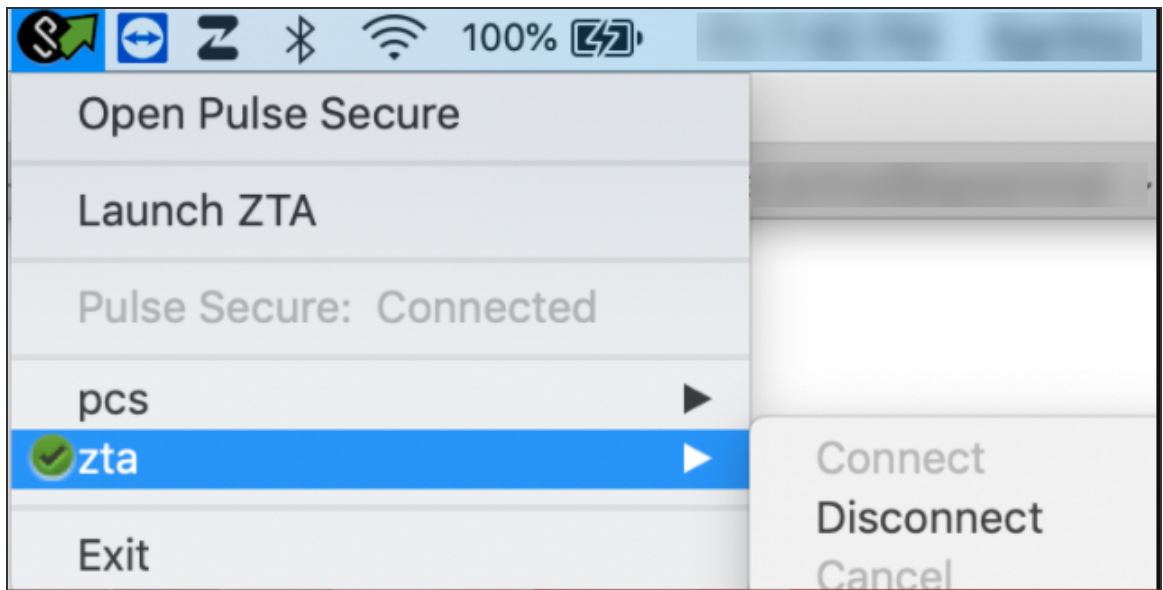 100%
Open Pulse Secure
Launch ZTA
Pulse Secure: Connected
pcs
zta
Connect
Disconnect
Exit
Cancel